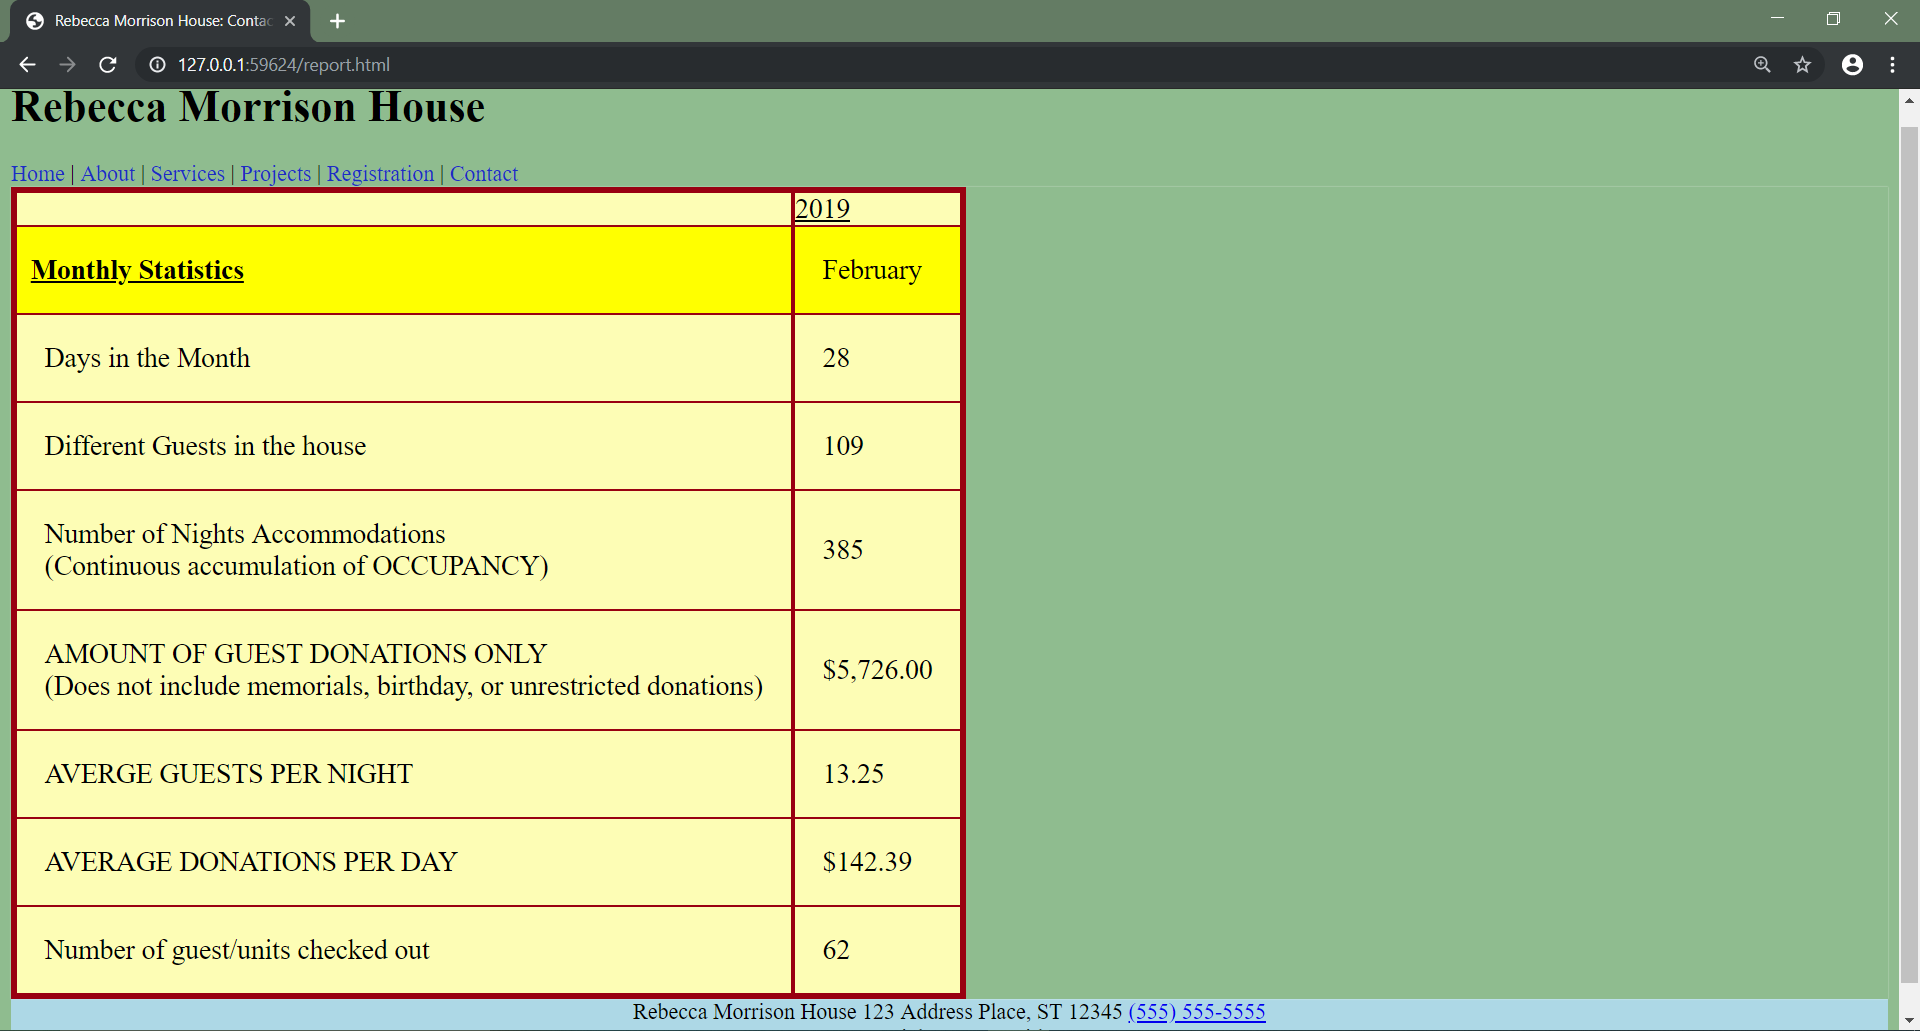 Rebecca Morrison House: Contac
127.0.0.1:59624/report.html
Rebecca Morrison House
Home | About | Services | Projects | Registration | Contact
2019
Monthly Statistics February
Days in the Month 28
Different Guests in the house 109
Number of Nights Accommodations
(Continuous accumulation of OCCUPANCY) 385
AMOUNT OF GUEST DONATIONS ONLY
(Does not include memorials, birthday, or unrestricted donations) $5,726.00
AVERGE GUESTS PER NIGHT 13.25
AVERAGE DONATIONS PER DAY $142.39
Number of guest/units checked out 62
Rebecca Morrison House 123 Address Place, ST 12345 (555) 555-5555